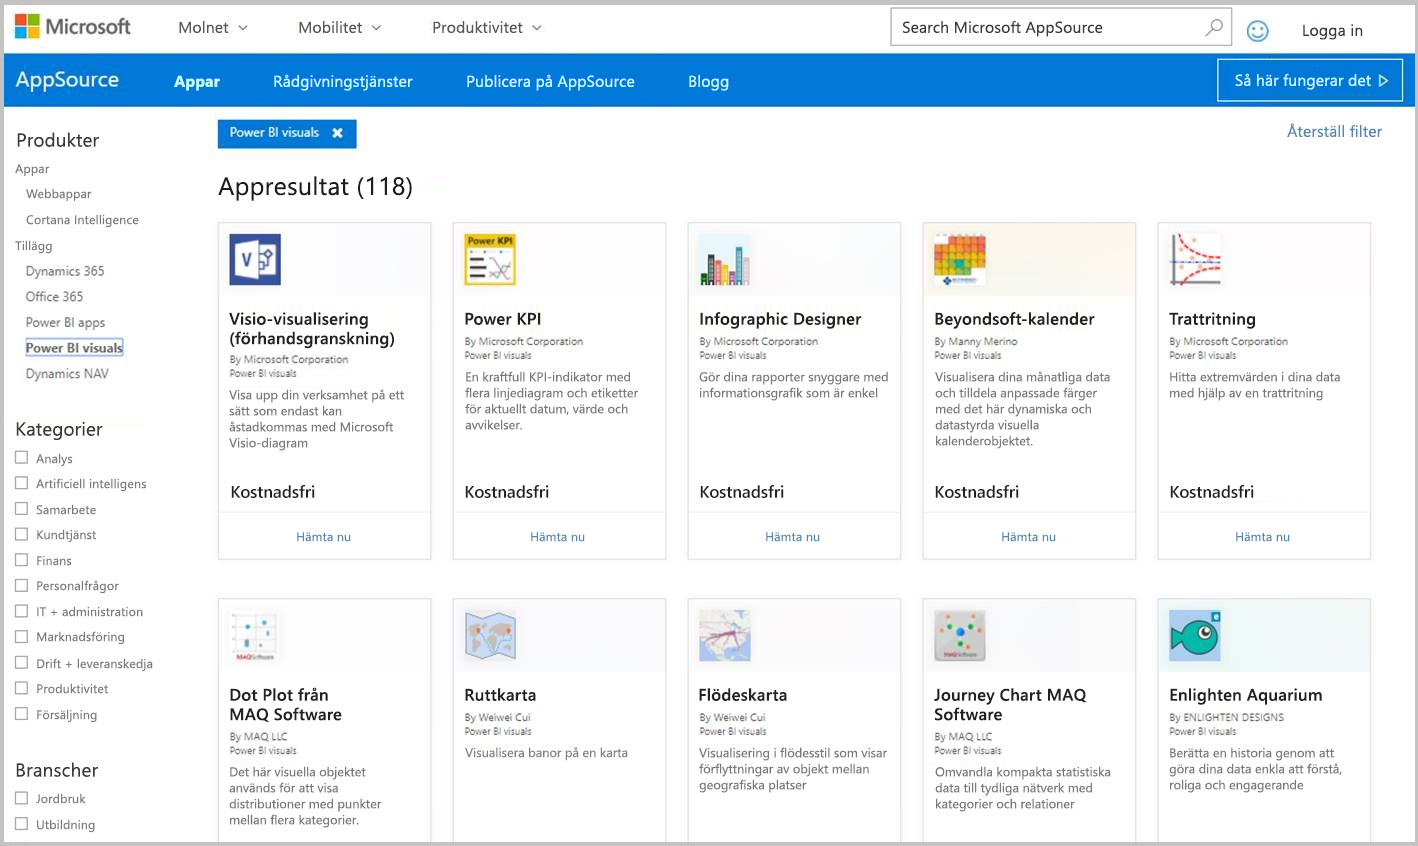 Microsoft
Molnet
Mobilitet
Produktivitet
Search Microsoft AppSource
Logga in
AppSource
Appar
Rådgivningstjänster
Publicera på AppSource
Blogg
Så här fungerar det
Produkter
Appar
Webbappar
Cortana Intelligence
Tillägg
Dynamics 365
Office 365
Power BI apps
Power BI visuals
Dynamics NAV
Kategorier
Analys
Artificiell intelligens
Samarbete
Kundtjänst
Finans
Personalfrågor
IT + administration
Marknadsföring
Drift + leveranskedja
Produktivitet
Försäljning
Branscher
Jordbruk
Utbildning
Power BI visuals
Återställ filter
Appresultat (118)
Visio-visualisering
(förhandsgranskning)
By Microsoft Corporation
Power BI visuals
Visa upp din verksamhet på ett
sätt som endast kan
åstadkommas med Microsoft
Visio-diagram
Kostnadsfri
Hämta nu
Power KPI
Power KPI
By Microsoft Corporation
Power BI visuals
En kraftfull KPI-indikator med
flera linjediagram och etiketter
för aktuellt datum, värde och
avvikelser.
Kostnadsfri
Hämta nu
Infographic Designer
By Microsoft Corporation
Power BI visuals
Gör dina rapporter snyggare med
informationsgrafik som är enkel
Kostnadsfri
Hämta nu
Beyondsoft-kalender
By Manny Merino
Power BI visuals
Visualisera dina månatliga data
och tilldela anpassade färger
med det här dynamiska och
datastyrda visuella
kalenderobjektet.
Kostnadsfri
Hämta nu
Trattritning
By Microsoft Corporation
Power BI visuals
Hitta extremvärden i dina data
med hjälp av en trattritning
Kostnadsfri
Hämta nu
MAQSoftware
Dot Plot från
MAQ Software
By MAQ LLC
Power BI visuals
Det här visuella objektet
används för att visa
distributioner med punkter
mellan flera kategorier.
Ruttkarta
By Weiwei Cui
Power BI visuals
Visualisera banor på en karta
Flödeskarta
By Weiwei Cui
Power BI visuals
Visualisering i flödesstil som visar
förflyttningar av objekt mellan
geografiska platser
MAQSoftware
Journey Chart MAQ
Software
By MAQ LLC
Power BI visuals
Omvandla kompakta statistiska
data till tydliga nätverk med
kategorier och relationer
Enlighten Aquarium
By ENLIGHTEN DESIGNS
Power BI visuals
Berätta en historia genom att
göra dina data enkla att förstå,
roliga och engagerande